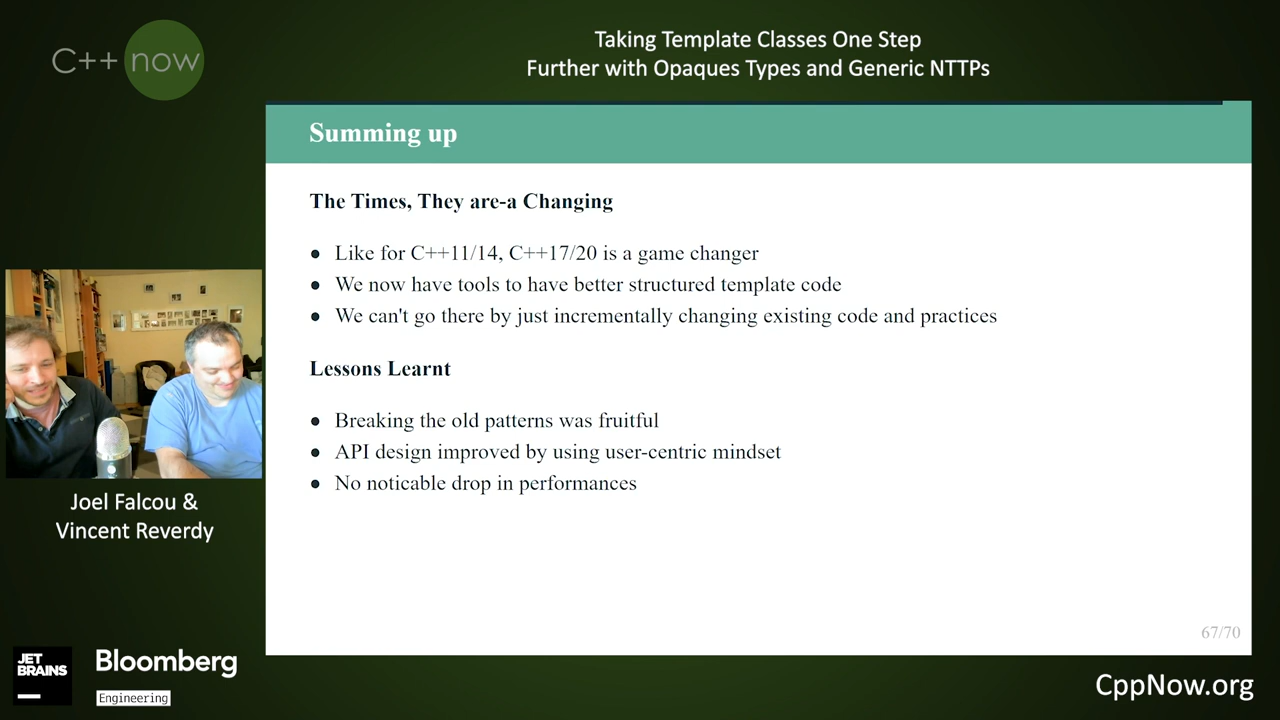 C++ now
Taking Template Classes One Step
Further with Opaques Types and Generic NTTPs
Summing up
The Times, They are-a Changing
● Like for C++11/14, C++17/20 is a game changer
● We now have tools to have better structured template code
● We can't go there by just incrementally changing existing code and practices
Lessons Learnt
● Breaking the old patterns was fruitful
● API design improved by using user-centric mindset
● No noticable drop in performances
67/70
Joel Falcou &
Vincent Reverdy
JET
BRAINS
Bloomberg
Engineering
CppNow.org